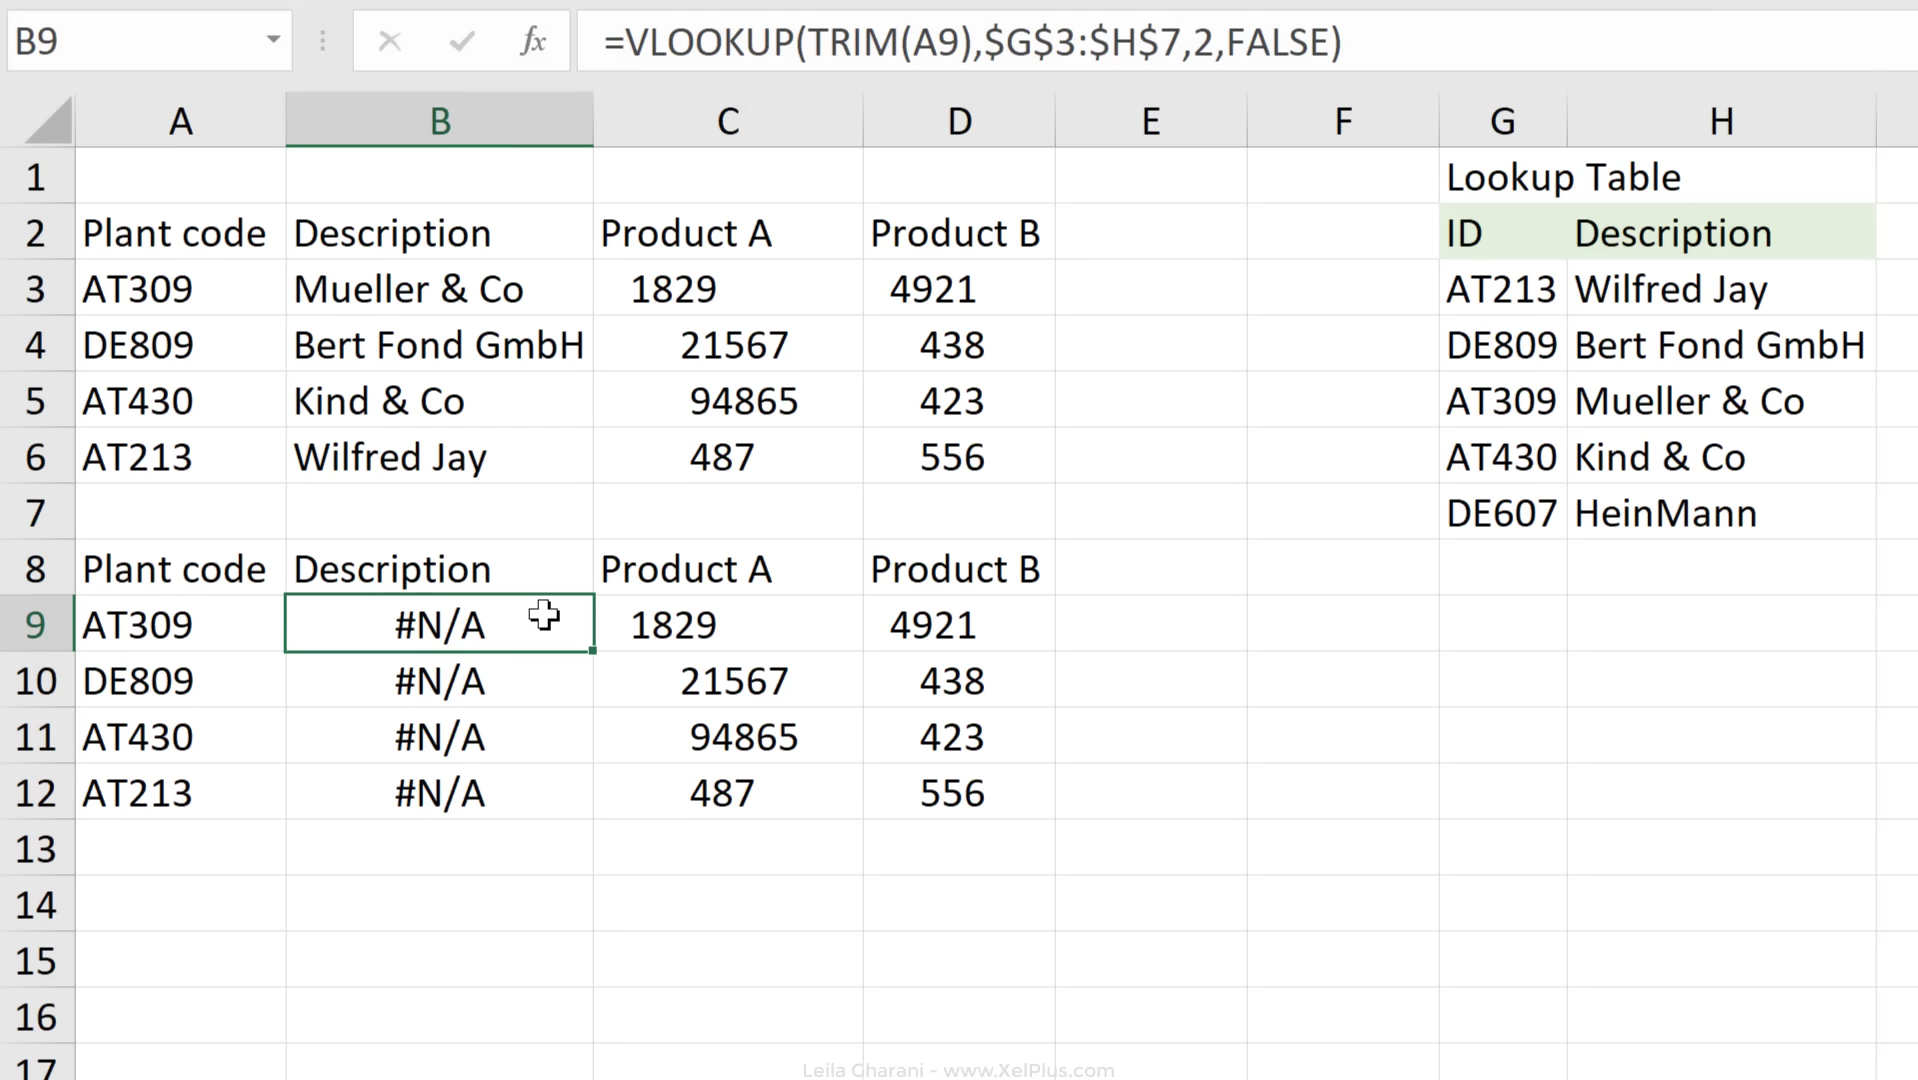 B9 fx =VLOOKUP(TRIM(A9),$G$3:$H$7,2,FALSE)
A B C D E F G H
1 Lookup Table
2 Plant code Description Product A Product B ID Description
3 AT309 Mueller & Co 1829 4921 AT213 Wilfred Jay
4 DE809 Bert Fond GmbH 21567 438 DE809 Bert Fond GmbH
5 AT430 Kind & Co 94865 423 AT309 Mueller & Co
6 AT213 Wilfred Jay 487 556 AT430 Kind & Co
7 DE607 HeinMann
8 Plant code Description Product A Product B
9 AT309 #N/A 1829 4921
10 DE809 #N/A 21567 438
11 AT430 #N/A 94865 423
12 AT213 #N/A 487 556
13
14
15
16
17
Leila Gharani - www.XelPlus.com